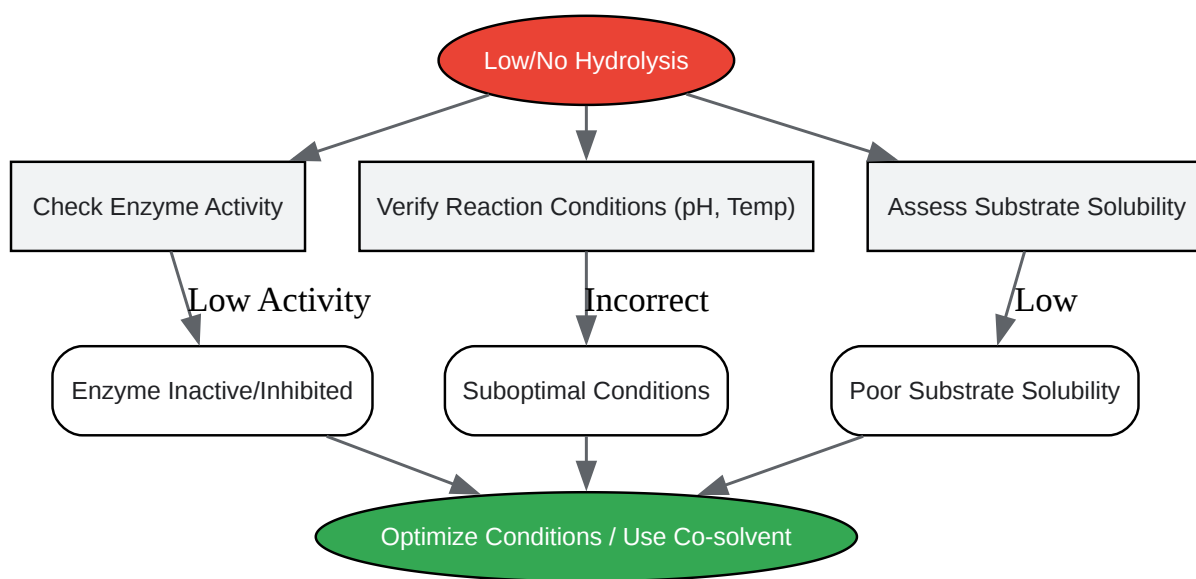 Low/No Hydrolysis
Check Enzyme Activity
Verify Reaction Conditions (pH, Temp)
Assess Substrate Solubility
Low Activity
Incorrect
Low
Enzyme Inactive/Inhibited
Suboptimal Conditions
Poor Substrate Solubility
Optimize Conditions / Use Co-solvent